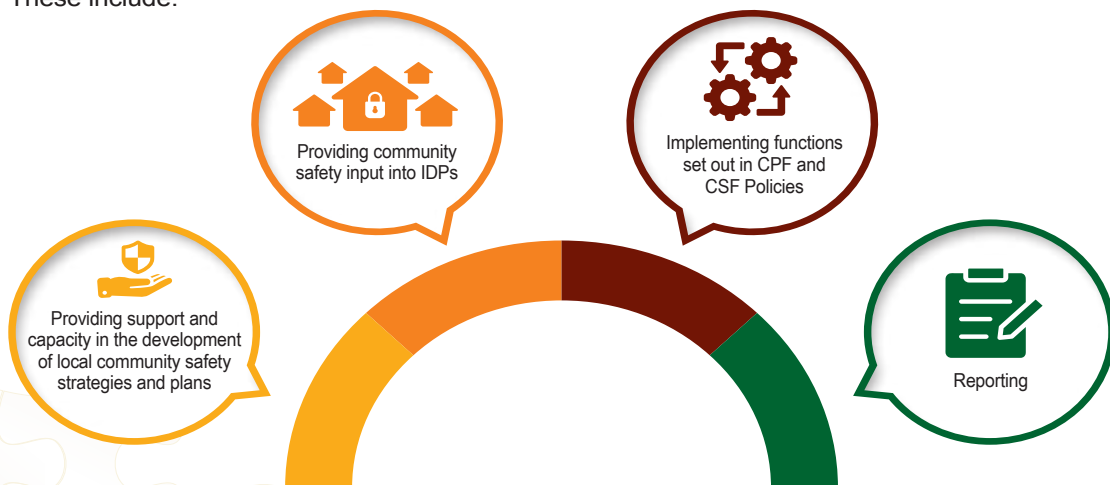 These include:
Providing community
safety input into IDPs
Implementing functions
set out in CPF and
CSF Policies
Providing support and
capacity in the development
of local community safety
strategies and plans
Reporting